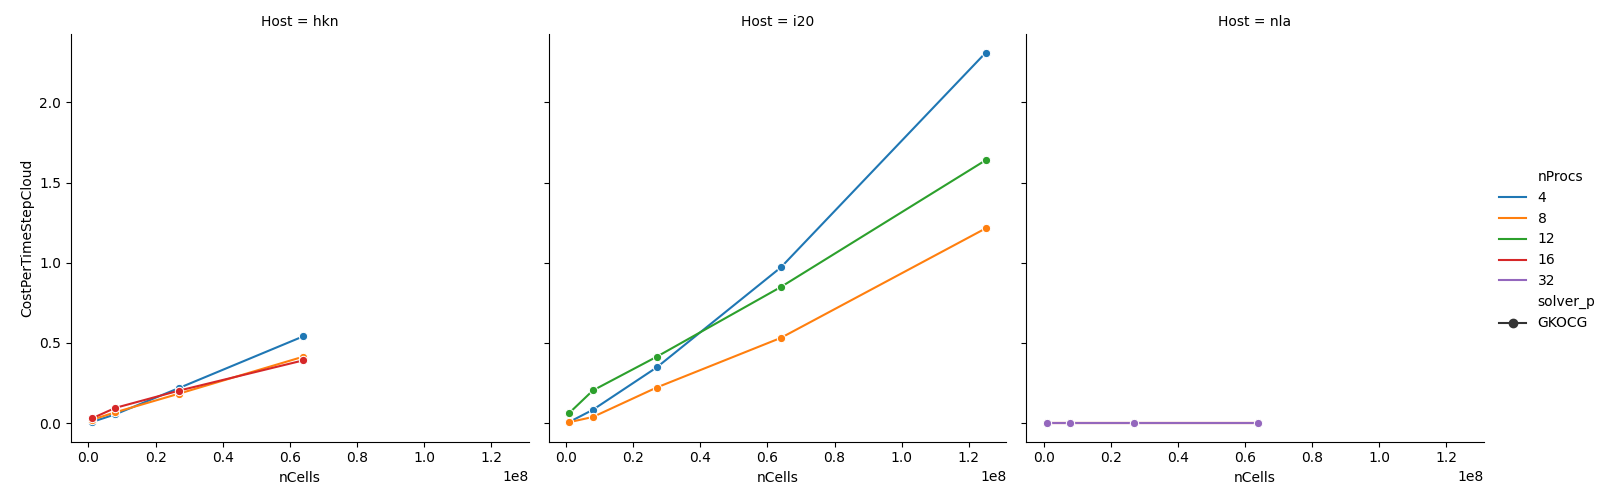 Host = hkn
Host = i20
Host = nla
CostPerTimeStepCloud
2.0
1.5
1.0
0.5
0.0
0.0 0.2 0.4 0.6 0.8 1.0 1.2
1e8
nCells
0.0 0.2 0.4 0.6 0.8 1.0 1.2
1e8
nCells
0.0 0.2 0.4 0.6 0.8 1.0 1.2
1e8
nCells
nProcs
4
8
12
16
32
solver_p
GKOCG